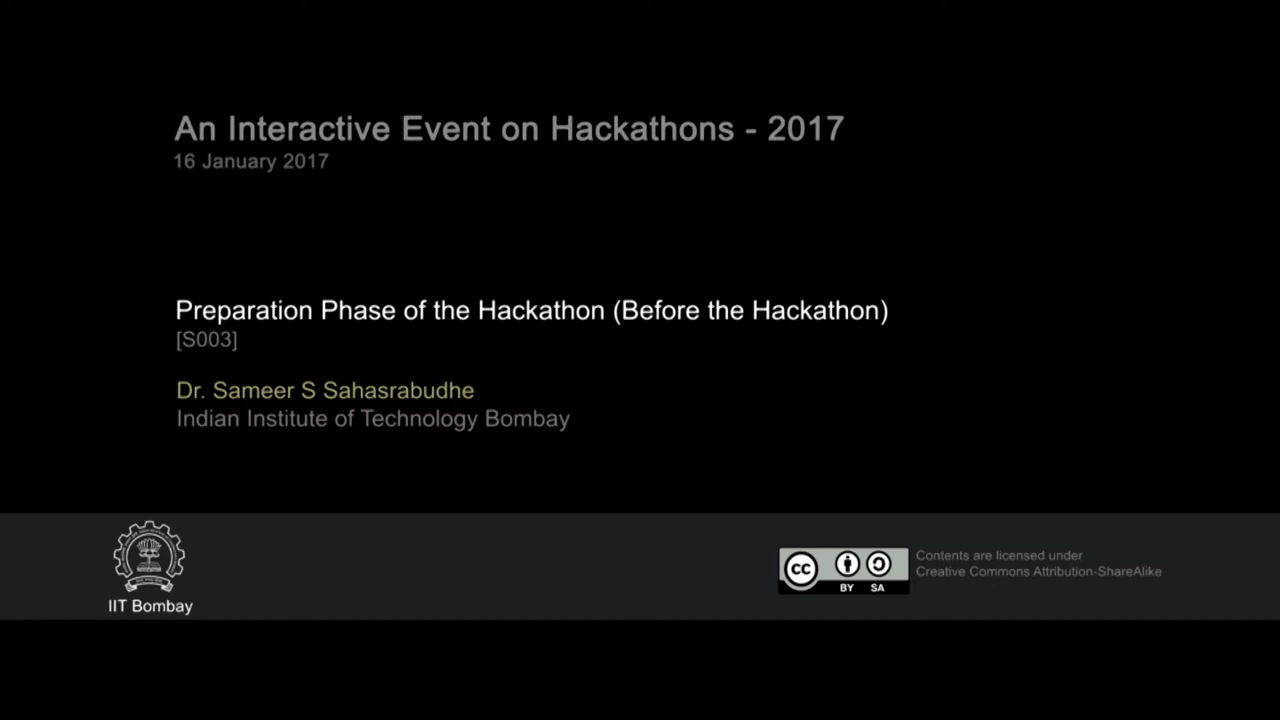 An Interactive Event on Hackathons - 2017
16 January 2017
Preparation Phase of the Hackathon (Before the Hackathon)
[S003]
Dr. Sameer S Sahasrabudhe
Indian Institute of Technology Bombay
IIT Bombay
cc
BY SA
Contents are licensed under
Creative Commons Attribution-ShareAlike